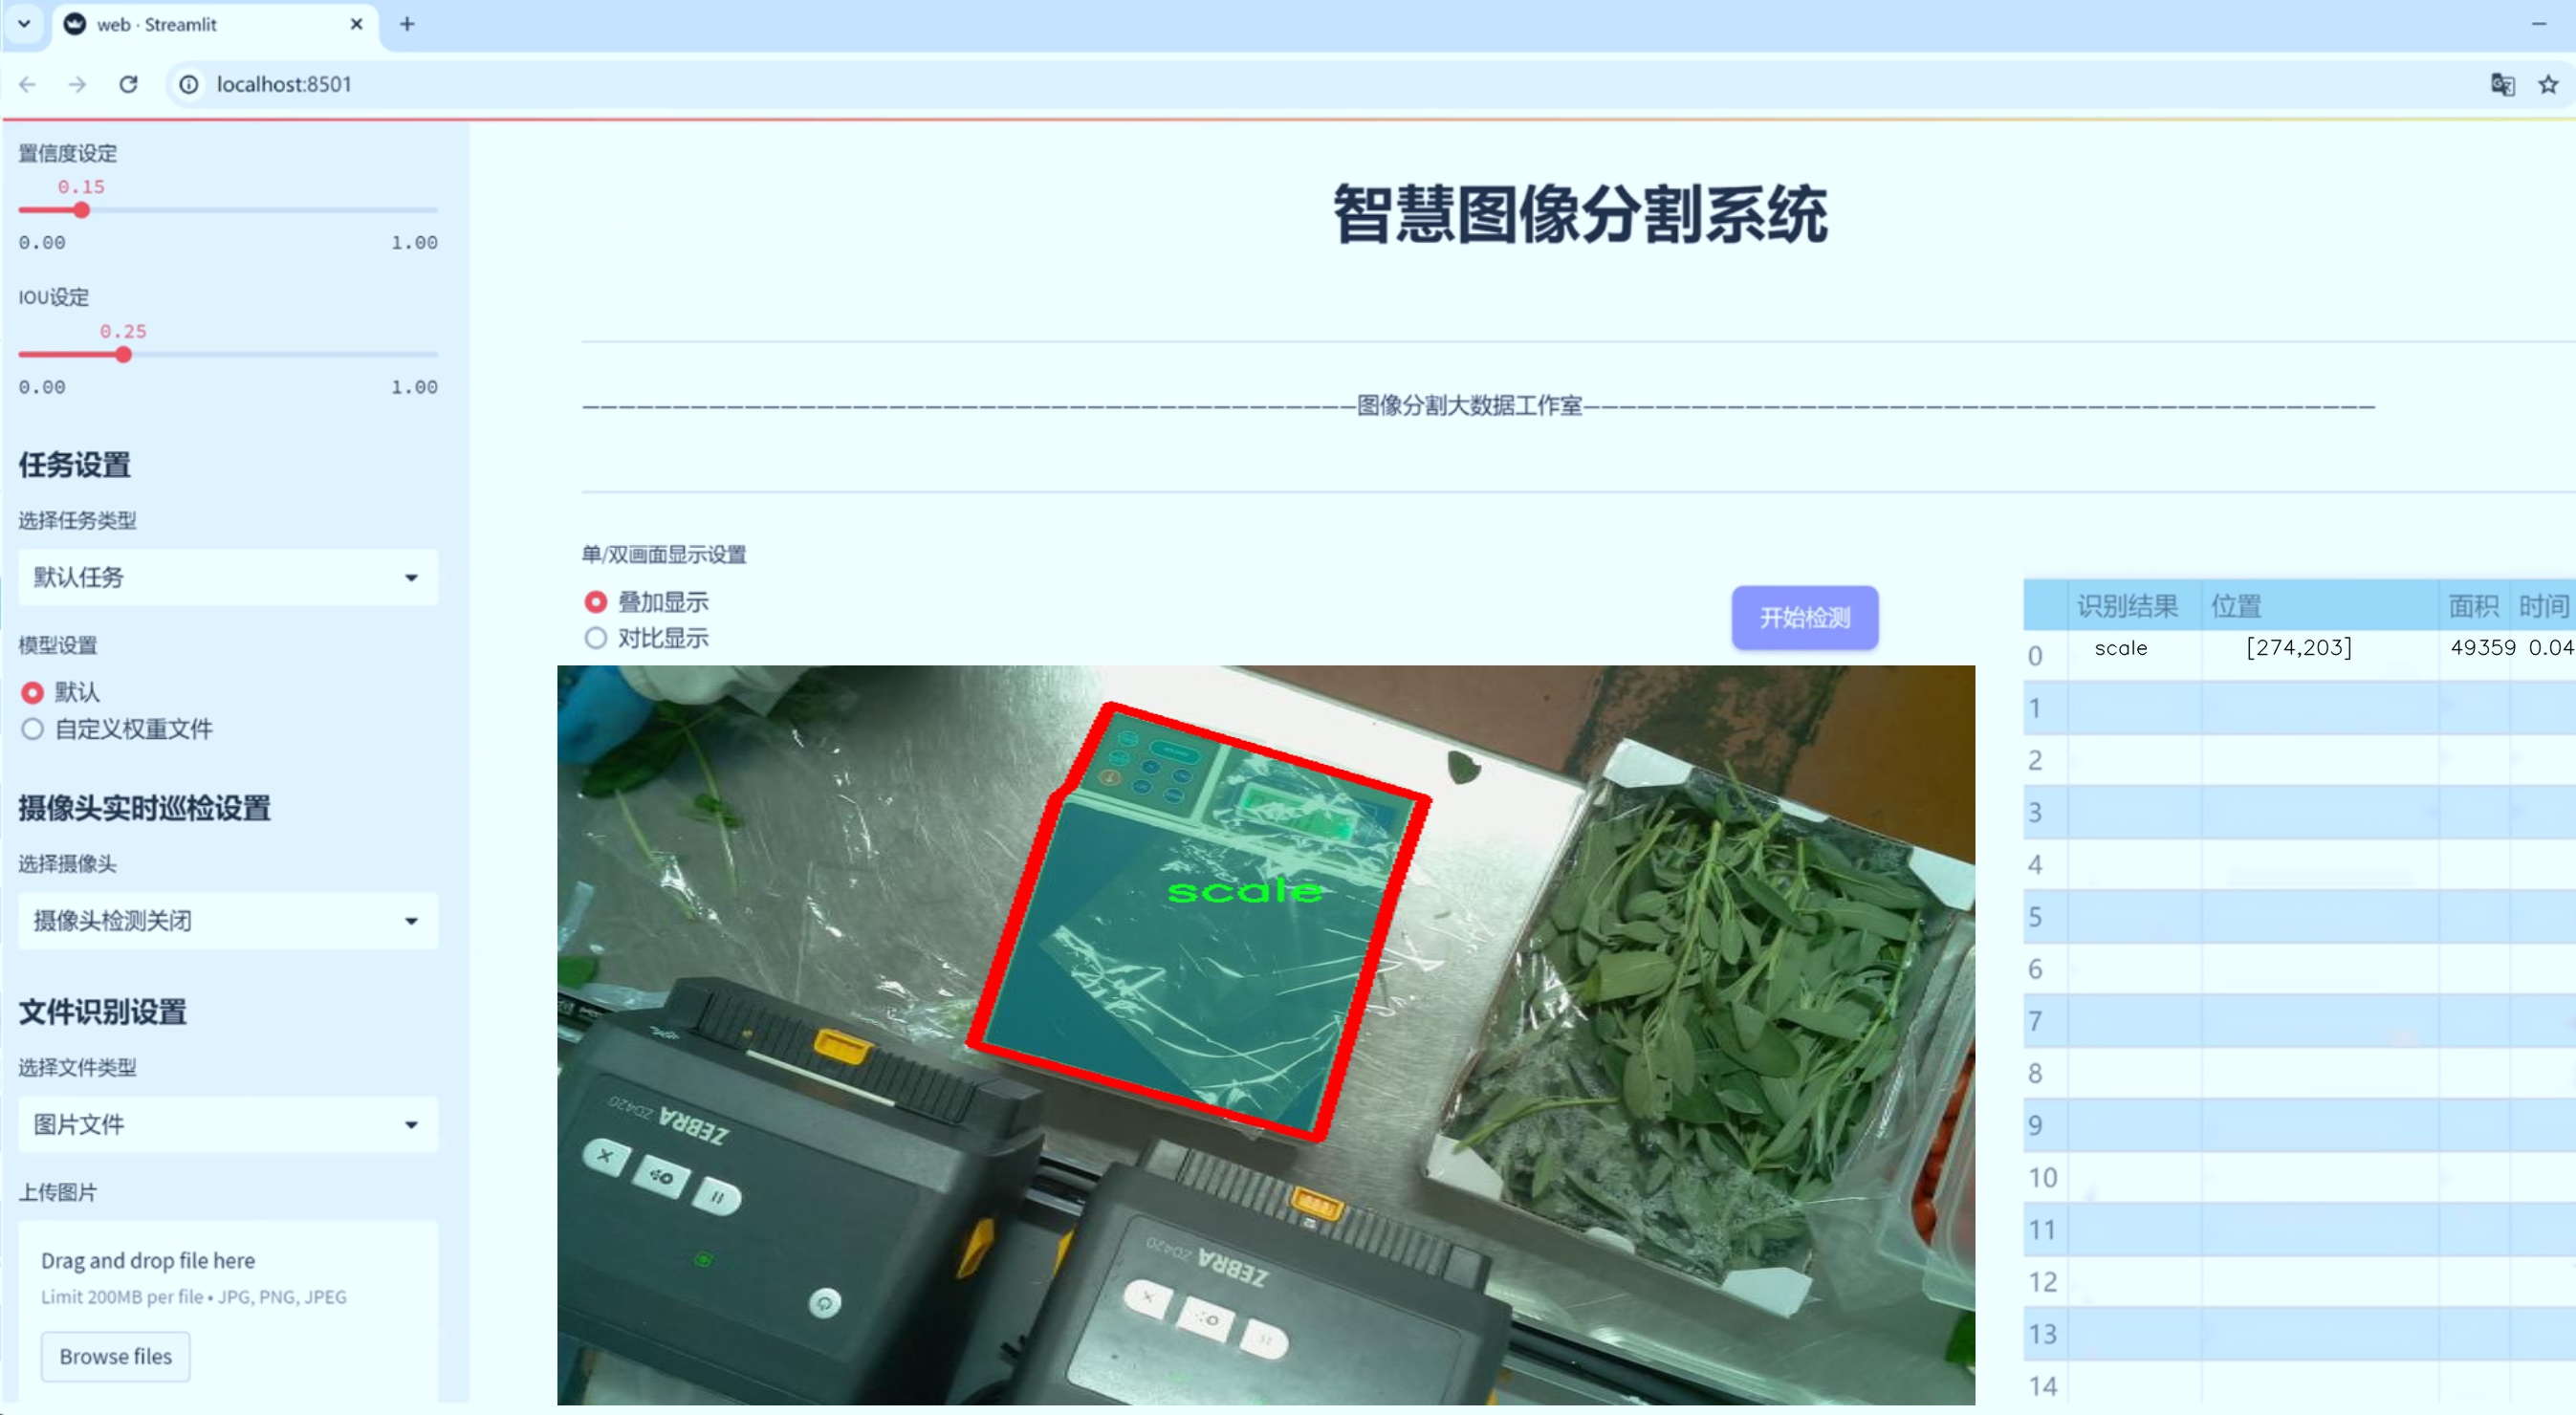 web · Streamlit
localhost:8501
置信度设定
0.15
0.00 1.00
IOU设定
0.25
0.00 1.00
任务设置
选择任务类型
默认任务
模型设置
默认
自定义权重文件
摄像头实时巡检设置
选择摄像头
摄像头检测关闭
文件识别设置
选择文件类型
图片文件
上传图片
Drag and drop file here
Limit 200MB per file • JPG, PNG, JPEG
Browse files
智慧图像分割系统
———————————————————————————————————————————图像分割大数据工作室————————————————————————————————————————————
单/双画面显示设置
叠加显示
对比显示
开始检测
scale
ZEBRA ZD420
ZEBRA ZD420
识别结果 位置 面积 时间
0 scale [274,203] 49359 0.04
1
2
3
4
5
6
7
8
9
10
11
12
13
14